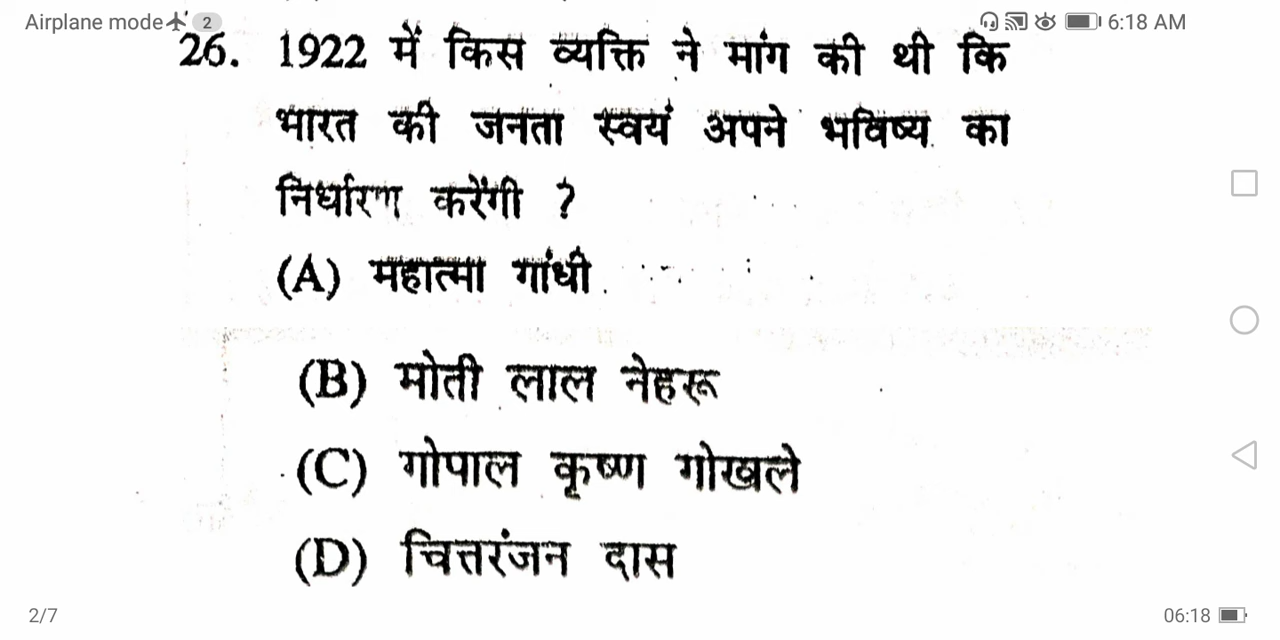 Airplane mode 2 6:18 AM
26. 1922 में किस व्यक्ति ने मांग की थी कि
भारत की जनता स्वयं अपने भविष्य का
निर्धारण करेंगी ?
(A) महात्मा गांधी
(B) मोती लाल नेहरू
(C) गोपाल कृष्ण गोखले
(D) चित्तरंजन दास
2/7 06:18